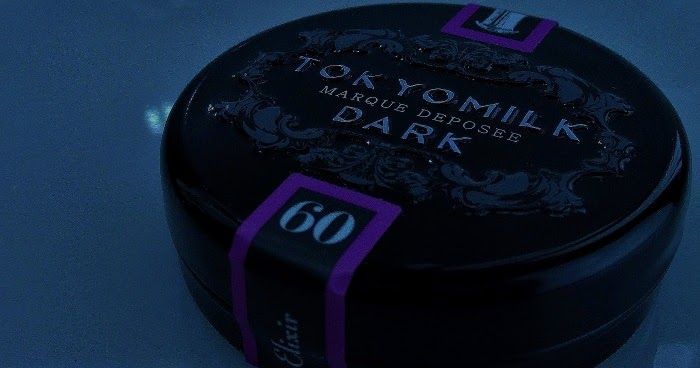 TOKYOMILK
MARQUE DEPOSEE
DARK
60
Elixir